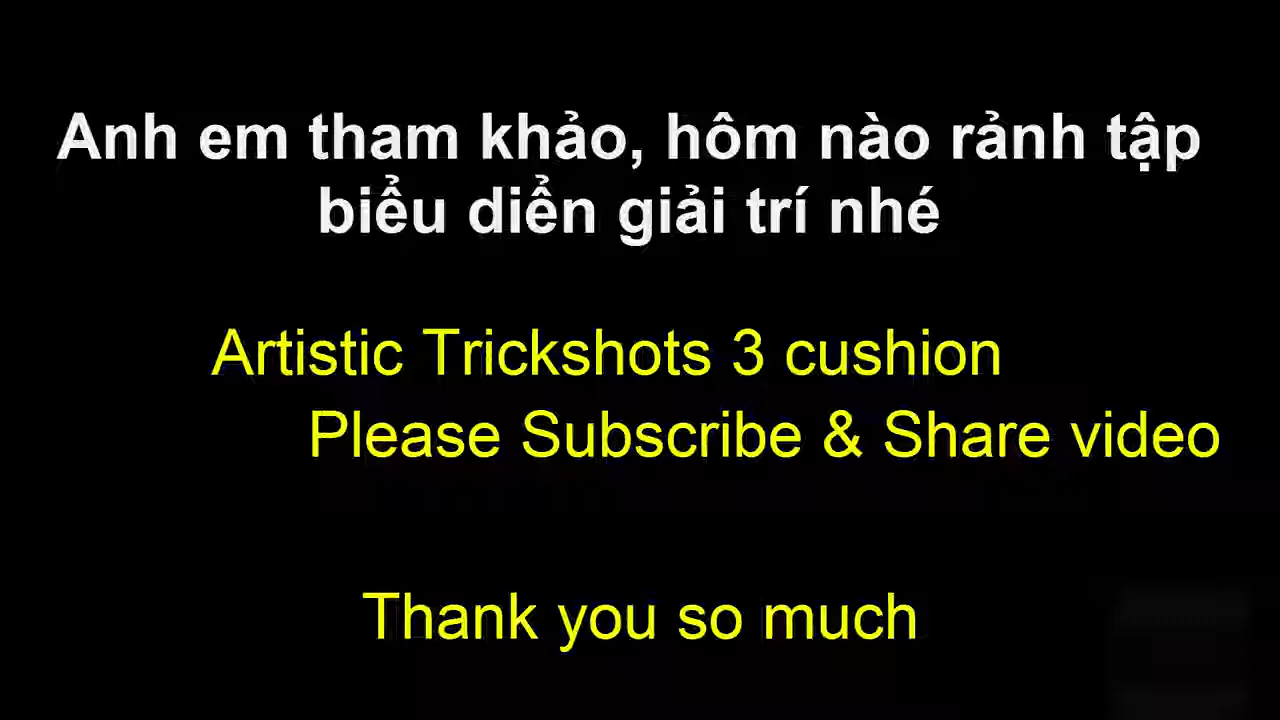 Anh em tham khảo, hôm nào rảnh tập
biểu diển giải trí nhé
Artistic Trickshots 3 cushion
Please Subscribe & Share video
Thank you so much